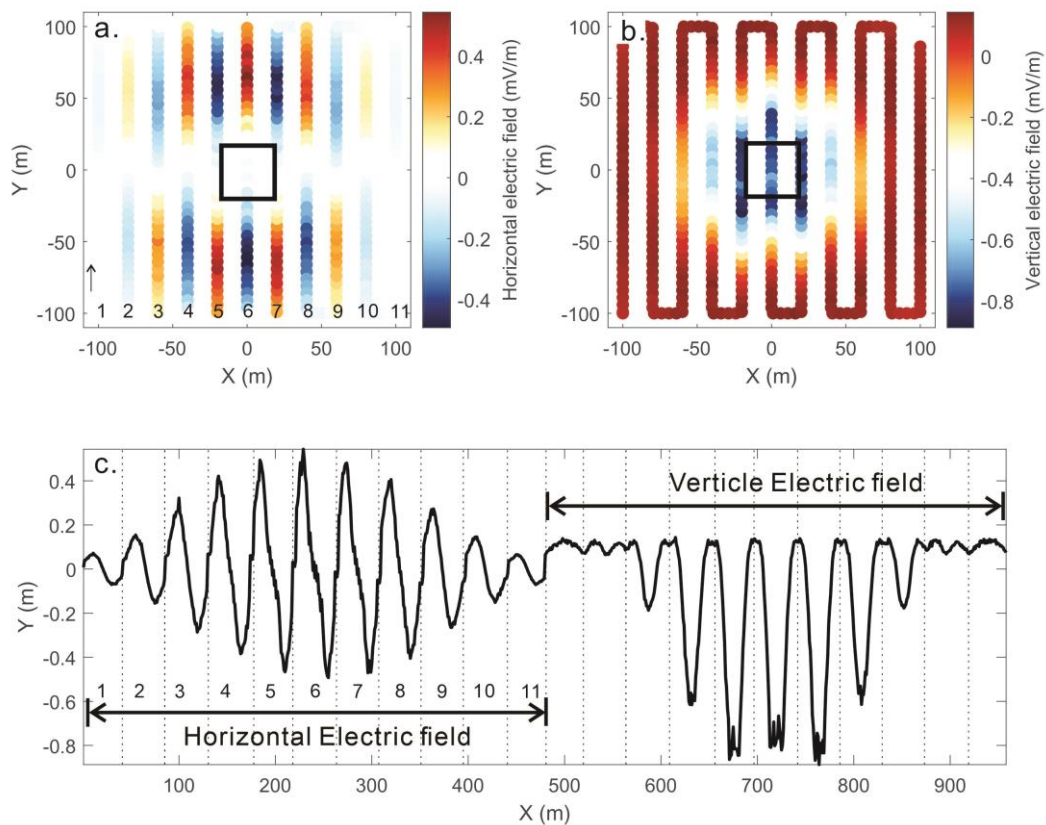 a.
100
50
0
-50
-100
Y (m)
1 2 3 4 5 6 7 8 9 10 11
-100 -50 0 50 100
X (m)
0.4
0.2
0
-0.2
-0.4
Horizontal electric field (mV/m)
b.
100
50
0
-50
-100
Y (m)
-100 -50 0 50 100
X (m)
0
-0.2
-0.4
-0.6
-0.8
Vertical electric field (mV/m)
c.
0.4
0.2
0
-0.2
-0.4
-0.6
-0.8
Y (m)
Verticle Electric field
1 2 3 4 5 6 7 8 9 10 11
Horizontal Electric field
100 200 300 400 500 600 700 800 900
X (m)